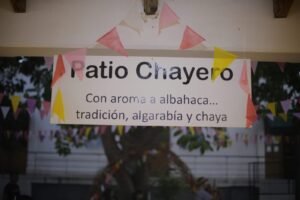 Patio Chayero
Con aroma a albahaca...
tradición, algarabía y chaya